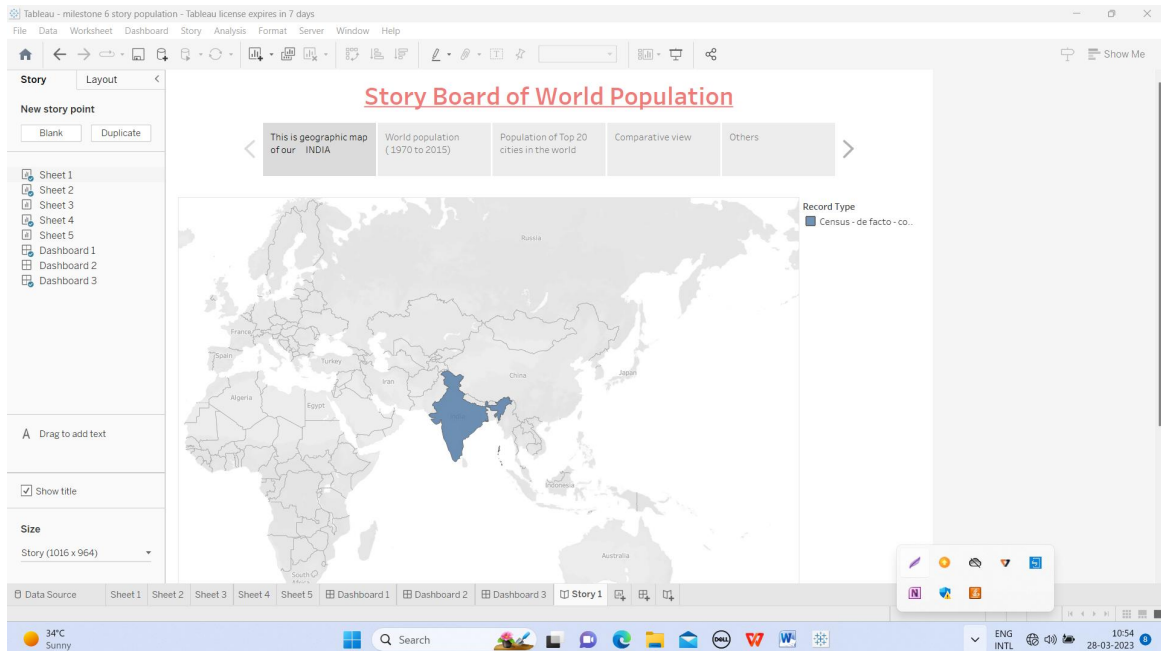 Tableau - milestone 6 story population - Tableau license expires in 7 days
File Data Worksheet Dashboard Story Analysis Format Server Window Help
Show Me
Story Layout
New story point
Blank Duplicate
Sheet 1
Sheet 2
Sheet 3
Sheet 4
Sheet 5
Dashboard 1
Dashboard 2
Dashboard 3
A Drag to add text
Show title
Size
Story (1016 x 964)
Story Board of World Population
This is geographic map
of our INDIA
World population
( 1970 to 2015)
Population of Top 20
cities in the world
Comparative view
Others
Russia
France
Spain
Turkey
China
Japan
Iran
Algeria
Egypt
Indonesia
Australia
South
Africa
Record Type
Census - de facto - co..
Data Source Sheet 1 Sheet 2 Sheet 3 Sheet 4 Sheet 5 Dashboard 1 Dashboard 2 Dashboard 3 Story 1
34°C
Sunny
Search
DELL
W
ENG
INTL
10:54
28-03-2023
8